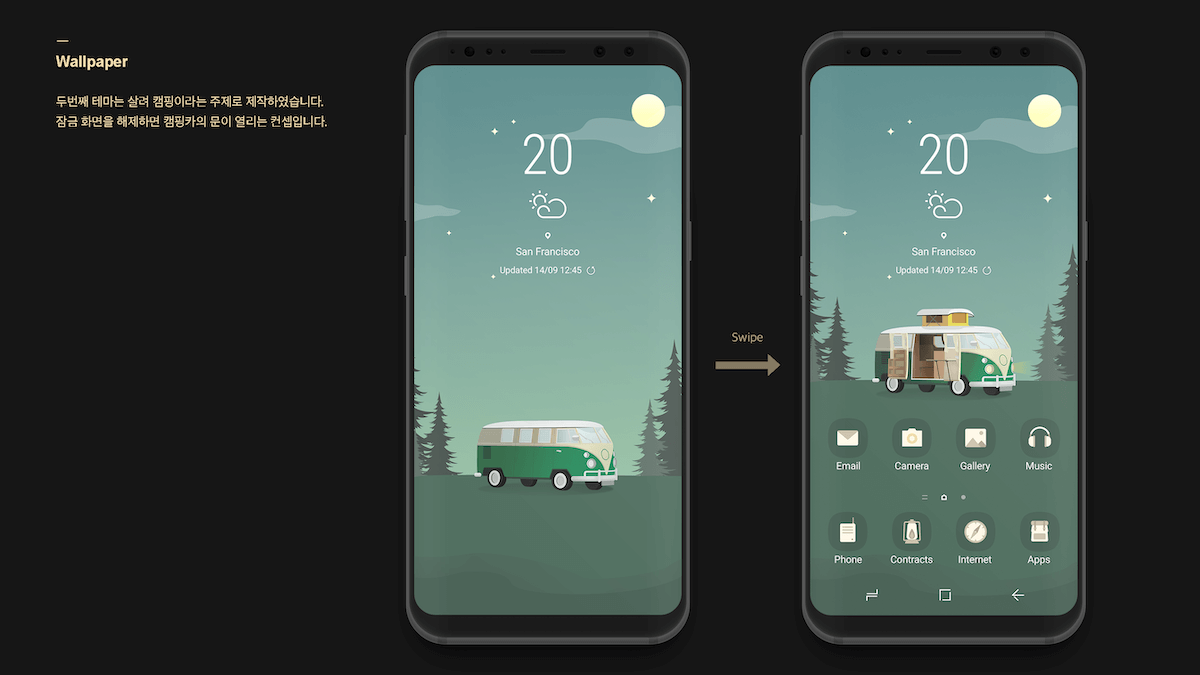 Wallpaper
두번째 테마는 살려 캠핑이라는 주제로 제작하였습니다.
잠금 화면을 해제하면 캠핑카의 문이 열리는 컨셉입니다.
20
San Francisco
Updated 14/09 12:45
Swipe
20
San Francisco
Updated 14/09 12:45
Email
Camera
Gallery
Music
Phone
Contracts
Internet
Apps